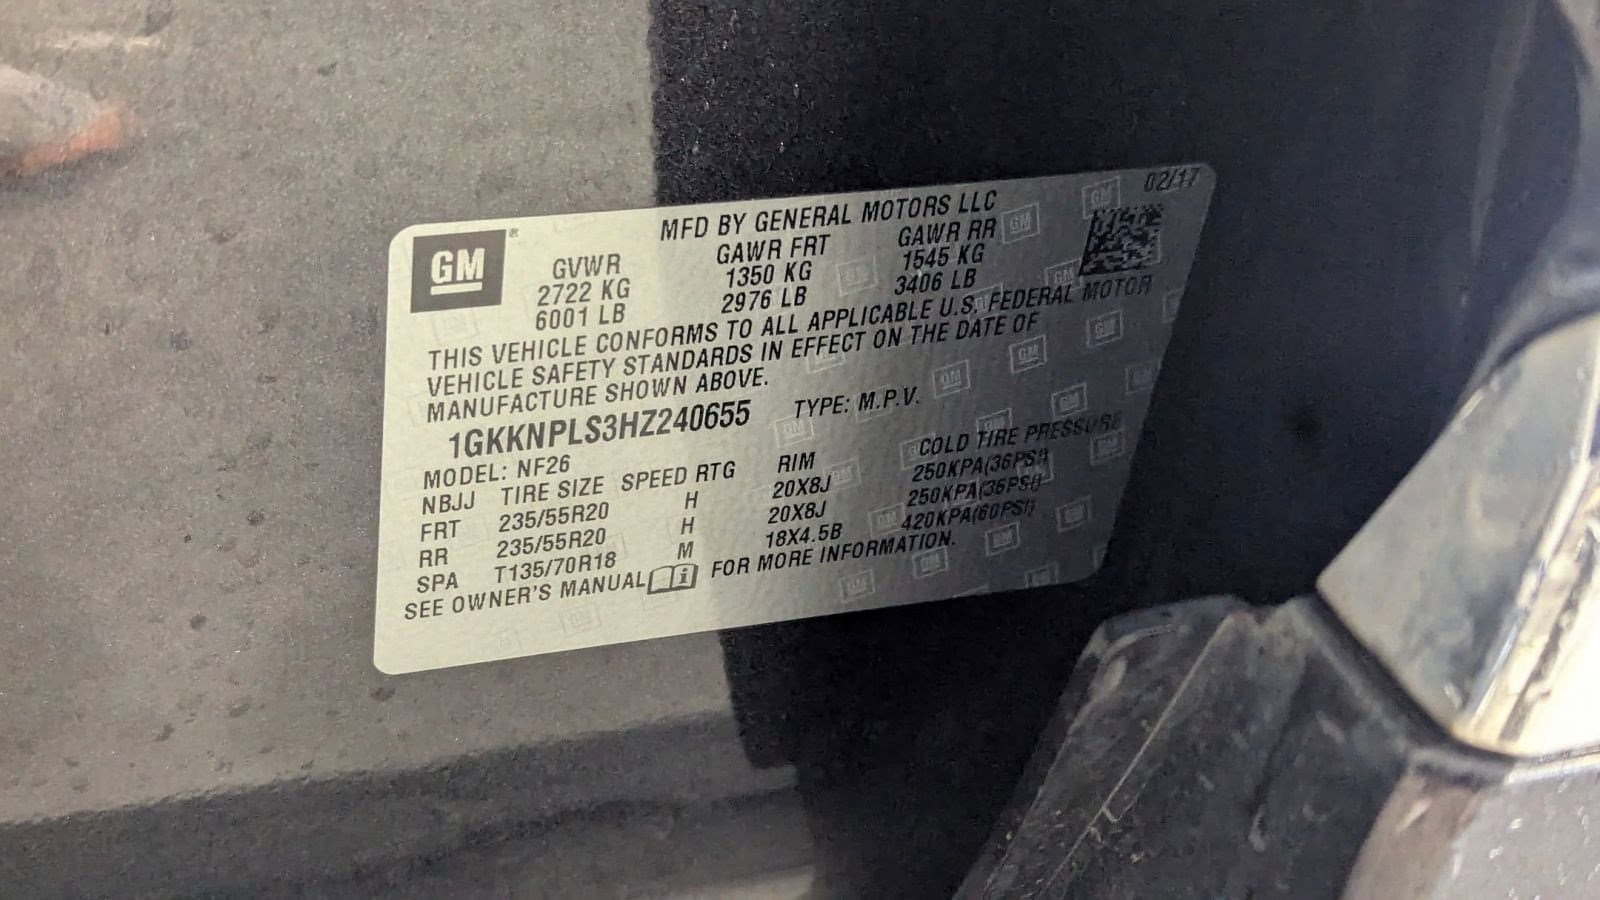 02/17
MFD BY GENERAL MOTORS LLC
GM®
GVWR GAWR FRT GAWR RR
2722 KG 1350 KG 1545 KG
6001 LB 2976 LB 3406 LB
THIS VEHICLE CONFORMS TO ALL APPLICABLE U.S. FEDERAL MOTOR
VEHICLE SAFETY STANDARDS IN EFFECT ON THE DATE OF
MANUFACTURE SHOWN ABOVE.
1GKKNPLS3HZ240655 TYPE: M.P.V.
MODEL: NF26
NBJJ TIRE SIZE SPEED RTG RIM COLD TIRE PRESSURE
FRT 235/55R20 H 20X8J 250KPA(36PSI)
RR 235/55R20 H 20X8J 250KPA(36PSI)
SPA T135/70R18 M 18X4.5B 420KPA(60PSI)
SEE OWNER'S MANUAL FOR MORE INFORMATION.